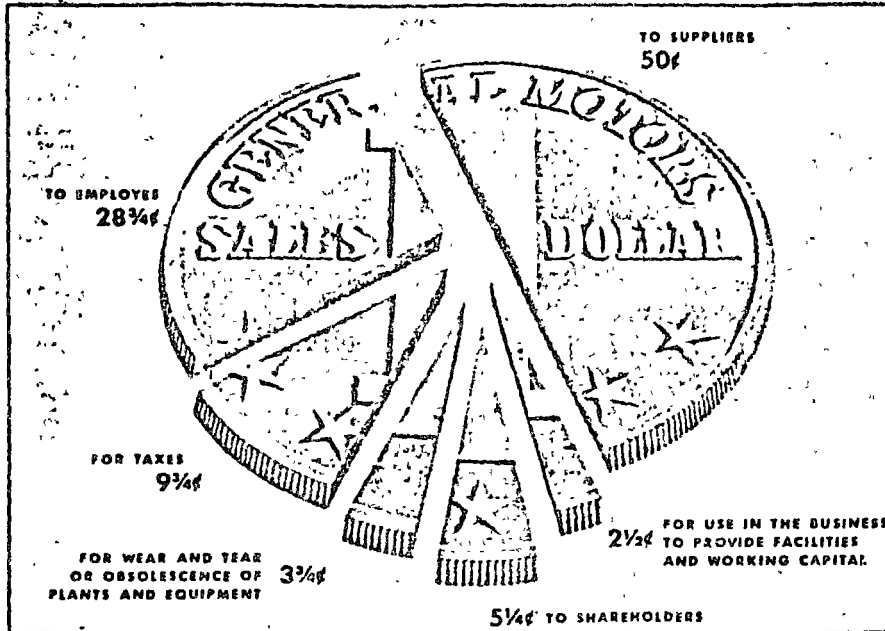 TO SUPPLIERS
50¢
GENERAL MOTORS
SALES DOLLAR
TO EMPLOYES
28¾¢
FOR TAXES
9¾¢
FOR WEAR AND TEAR
OR OBSOLESCENCE OF
PLANTS AND EQUIPMENT
3¾¢
5¼¢ TO SHAREHOLDERS
2½¢
FOR USE IN THE BUSINESS
TO PROVIDE FACILITIES
AND WORKING CAPITAL